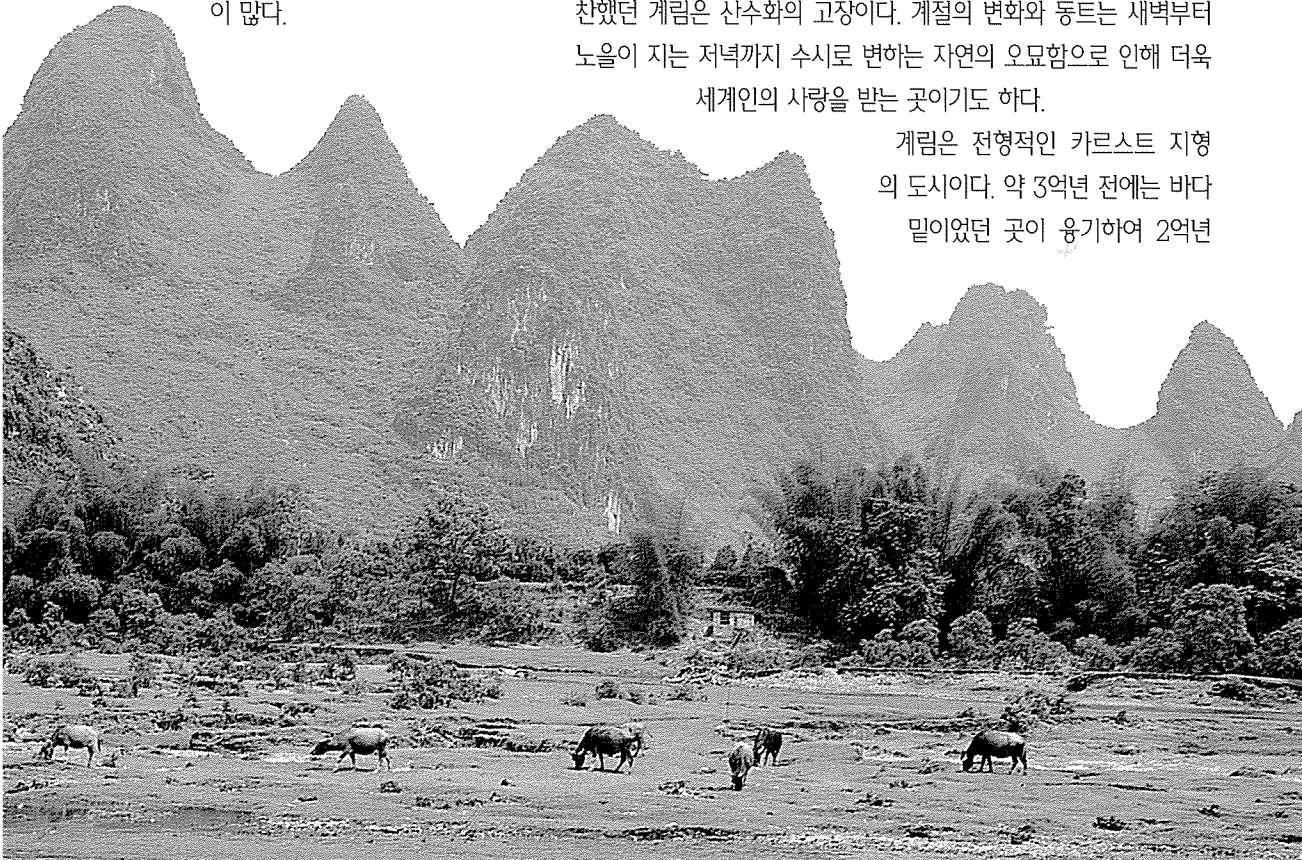 이 많다.
찬했던 계림은 산수화의 고장이다. 계절의 변화와 동트는 새벽부터
노을이 지는 저녁까지 수시로 변하는 자연의 오묘함으로 인해 더욱
세계인의 사랑을 받는 곳이기도 하다.
계림은 전형적인 카르스트 지형
의 도시이다. 약 3억년 전에는 바다
밑이었던 곳이 융기하여 2억년